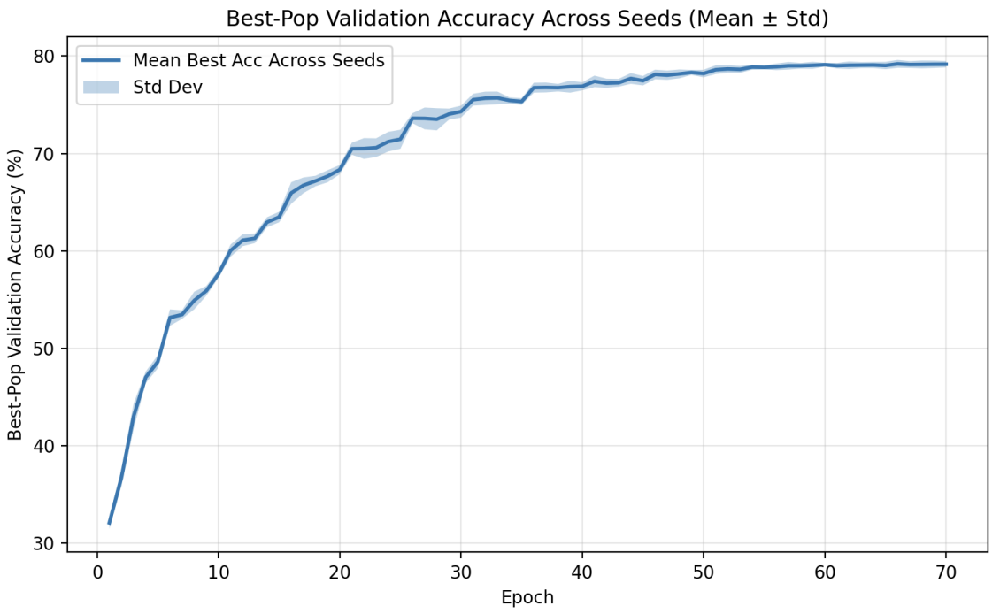 Best-Pop Validation Accuracy Across Seeds (Mean ± Std)
Mean Best Acc Across Seeds
Std Dev
Best-Pop Validation Accuracy (%)
80
70
60
50
40
30
0 10 20 30 40 50 60 70
Epoch